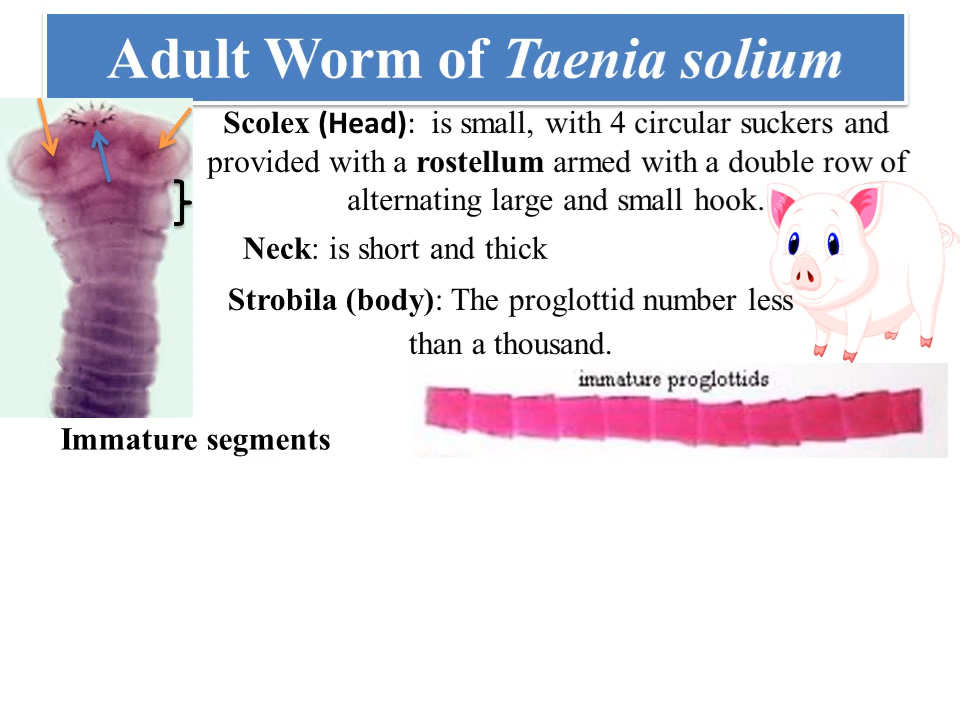 Adult Worm of Taenia solium
Scolex (Head): is small, with 4 circular suckers and
provided with a rostellum armed with a double row of
alternating large and small hook.
Neck: is short and thick
Strobila (body): The proglottid number less
than a thousand.
immature proglottids
Immature segments